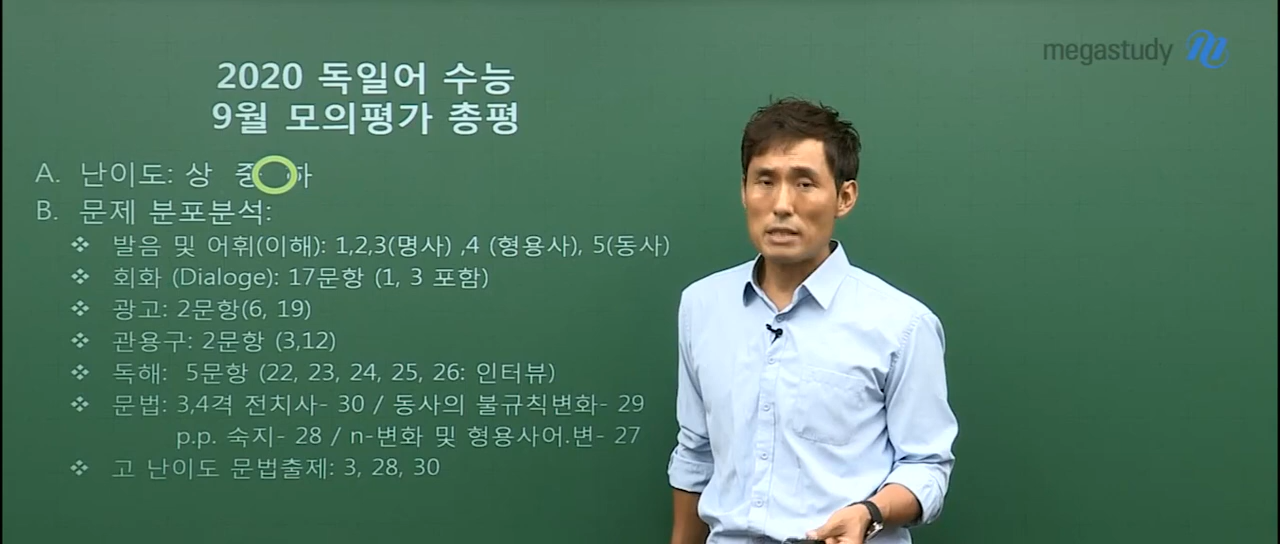 megastudy
2020 독일어 수능
9월 모의평가 총평
A. 난이도: 상 중 하
B. 문제 분포분석:
❖ 발음 및 어휘(이해): 1,2,3(명사) ,4 (형용사), 5(동사)
❖ 회화 (Dialoge): 17문항 (1, 3 포함)
❖ 광고: 2문항(6, 19)
❖ 관용구: 2문항 (3,12)
❖ 독해: 5문항 (22, 23, 24, 25, 26: 인터뷰)
❖ 문법: 3,4격 전치사- 30 / 동사의 불규칙변화- 29
p.p. 숙지- 28 / n-변화 및 형용사어.변- 27
❖ 고 난이도 문법출제: 3, 28, 30